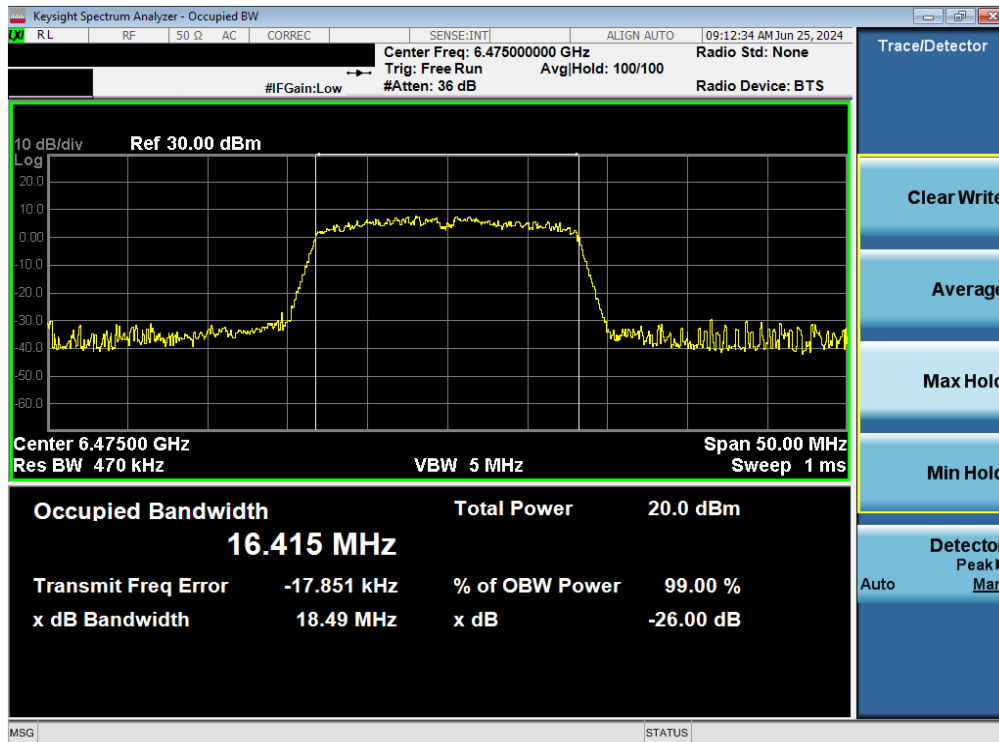 Keysight Spectrum Analyzer - Occupied BW
LXI RL RF 50 Ω AC CORREC SENSE:INT ALIGN AUTO 09:12:34 AM Jun 25, 2024
Center Freq: 6.475000000 GHz Radio Std: None
Trig: Free Run Avg|Hold: 100/100
#IFGain:Low #Atten: 36 dB Radio Device: BTS
Trace/Detector
10 dB/div Ref 30.00 dBm
Log
20.0
10.0
0.00
-10.0
-20.0
-30.0
-40.0
-50.0
-60.0
Center 6.47500 GHz Span 50.00 MHz
Res BW 470 kHz VBW 5 MHz Sweep 1 ms
Occupied Bandwidth Total Power 20.0 dBm
16.415 MHz
Transmit Freq Error -17.851 kHz % of OBW Power 99.00 %
x dB Bandwidth 18.49 MHz x dB -26.00 dB
Clear Write
Average
Max Hold
Min Hold
Detector
Peak
Auto Man
MSG STATUS